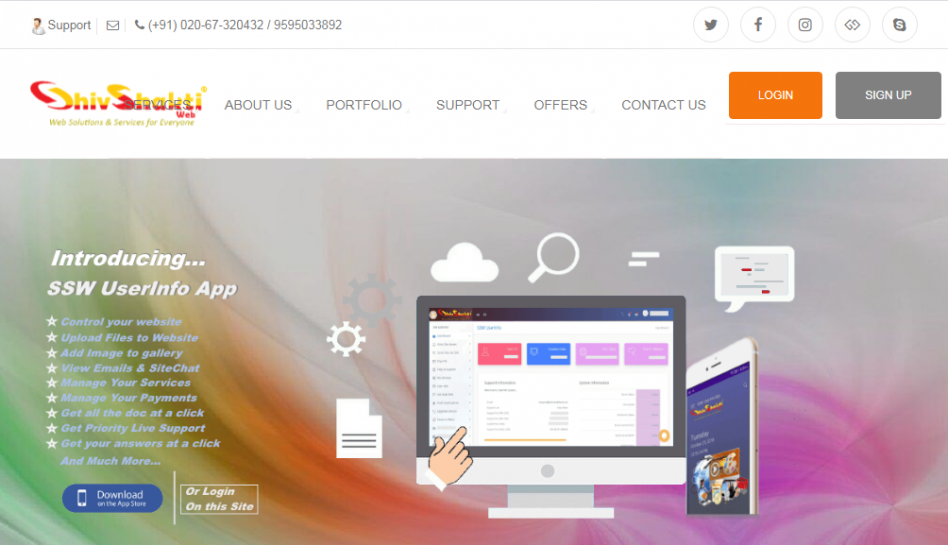 Support
(+91) 020-67-320432 / 9595033892
ShivShakti
Web
Web Solutions & Services for Everyone
SERVICES
ABOUT US
PORTFOLIO
SUPPORT
OFFERS
CONTACT US
LOGIN
SIGN UP
Introducing...
SSW UserInfo App
Control your website
Upload Files to Website
Add Image to gallery
View Emails & SiteChat
Manage Your Services
Manage Your Payments
Get all the doc at a click
Get Priority Live Support
Get your answers at a click
And Much More...
Download
on the App Store
Or Login
On this Site
Tuesday